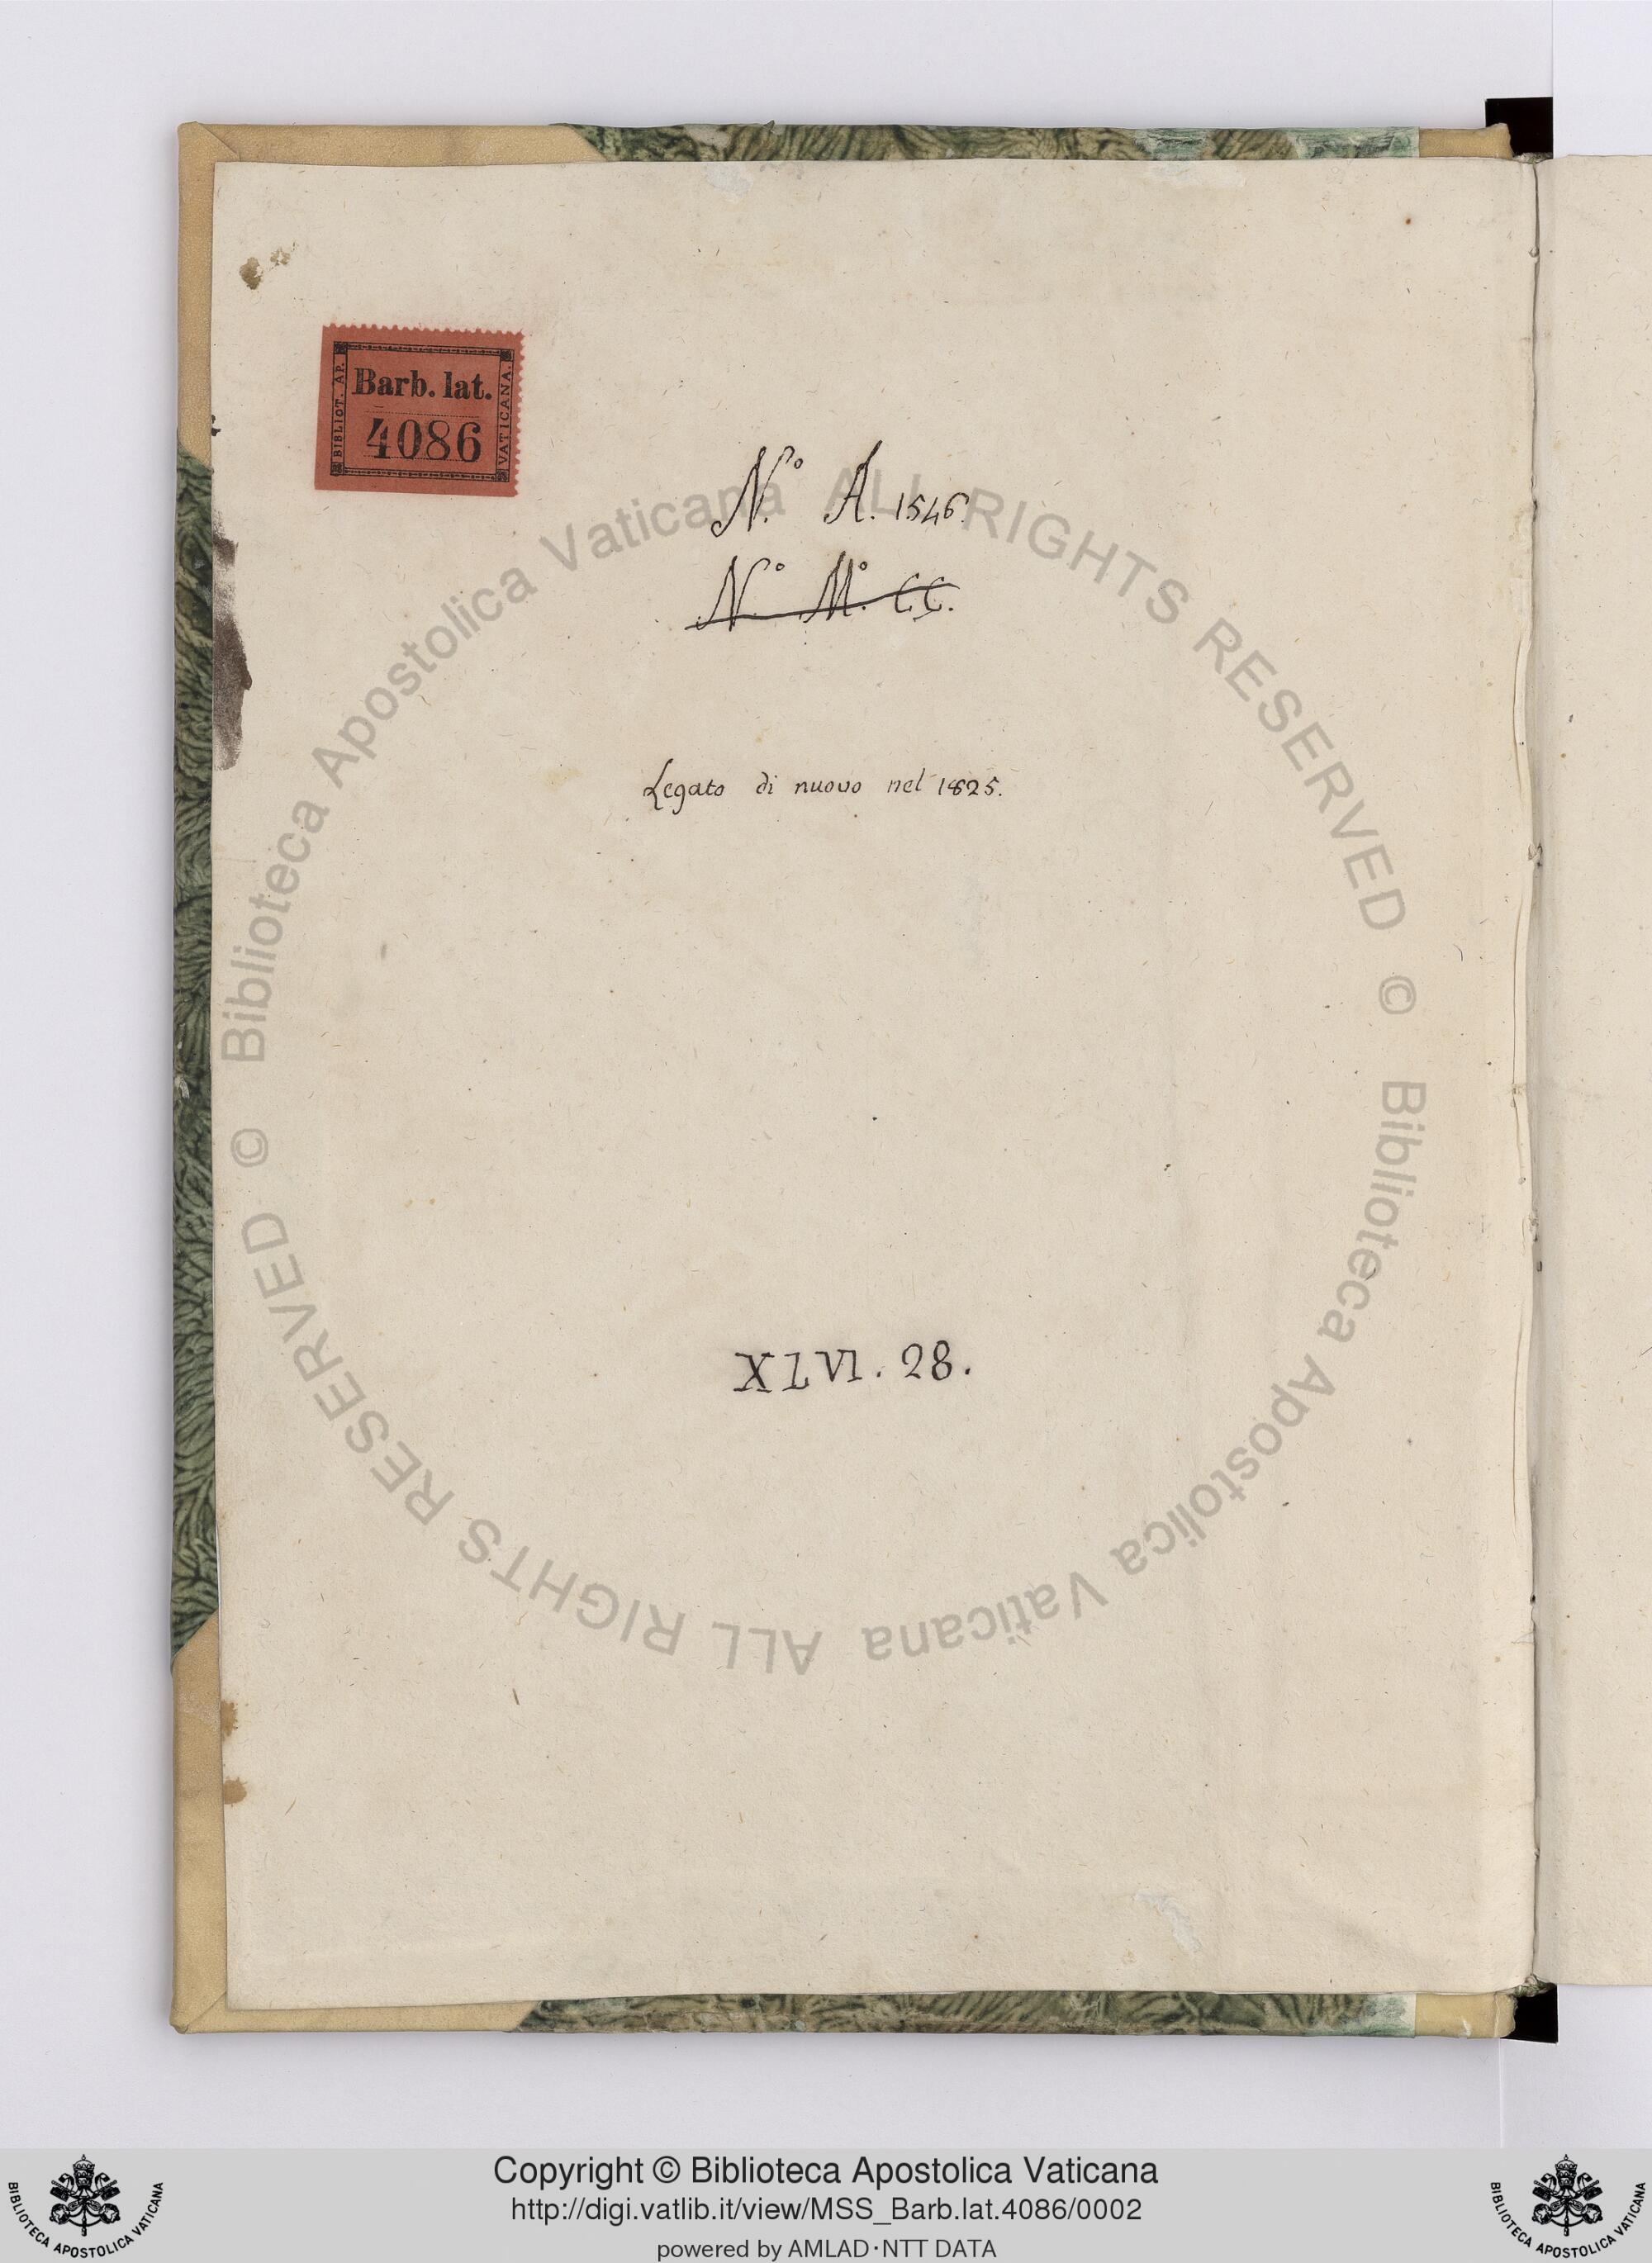 BIBLIOT. AP. VATICANA.
Barb. lat.
4086
N.° A. 1546.
N.° M.° CC.
Legato di nuovo nel 1825.
XLVI. 28.
© Biblioteca Apostolica Vaticana ALL RIGHTS RESERVED
© Biblioteca Apostolica Vaticana ALL RIGHTS RESERVED
Copyright © Biblioteca Apostolica Vaticana
http://digi.vatlib.it/view/MSS_Barb.lat.4086/0002
powered by AMLAD·NTT DATA
BIBLIOTECA APOSTOLICA VATICANA
BIBLIOTECA APOSTOLICA VATICANA